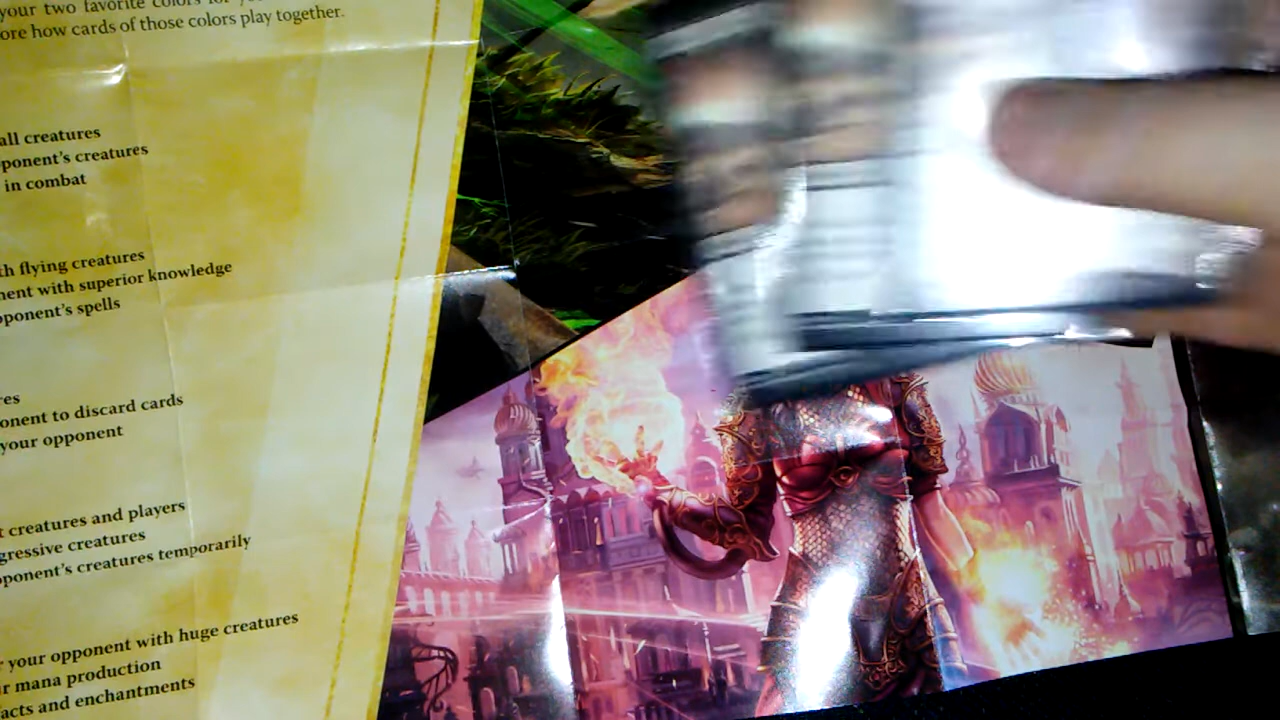 your two favorite colors for
ore how cards of those colors play together.
all creatures
ponent's creatures
in combat
th flying creatures
nent with superior knowledge
pponent's spells
res
onent to discard cards
your opponent
t creatures and players
gressive creatures
pponent's creatures temporarily
r your opponent with huge creatures
r mana production
acts and enchantments